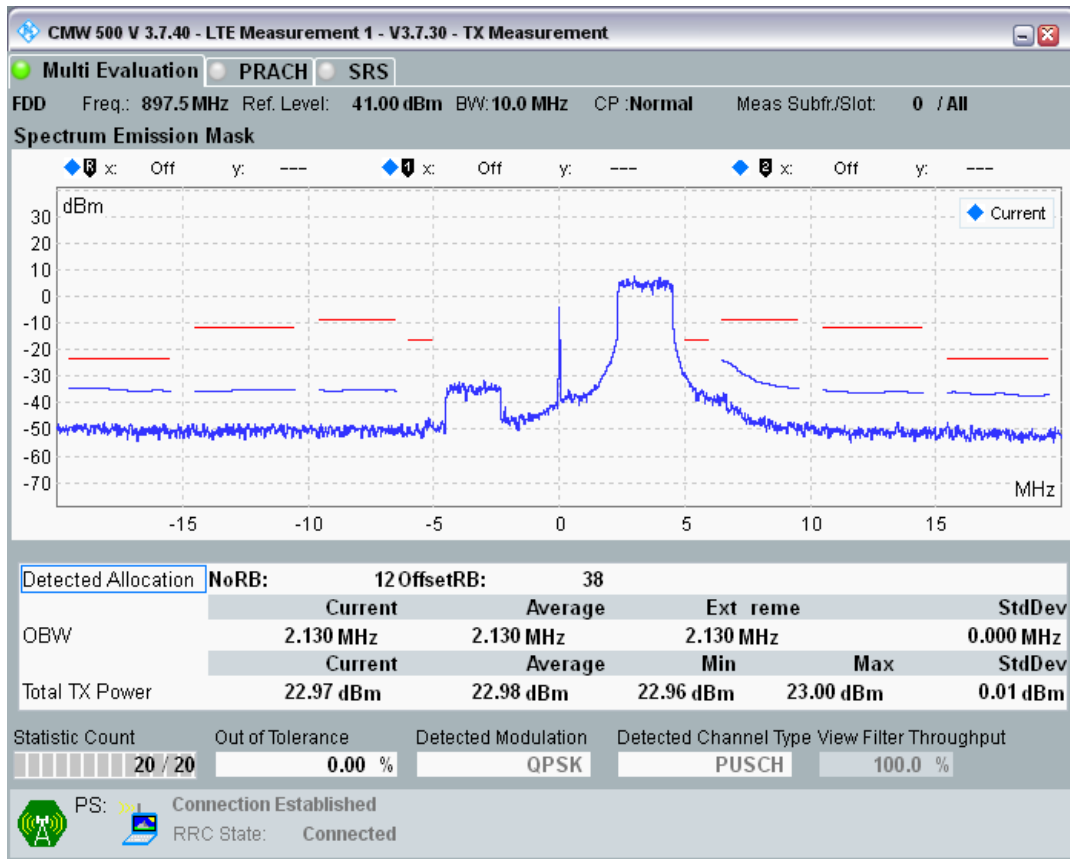 CMW 500 V 3.7.40 - LTE Measurement 1 - V3.7.30 - TX Measurement
Multi Evaluation PRACH SRS
FDD Freq.: 897.5 MHz Ref. Level: 41.00 dBm BW: 10.0 MHz CP :Normal Meas Subfr./Slot: 0 / All
Spectrum Emission Mask
R x: Off y: --- 1 x: Off y: --- 2 x: Off y: ---
dBm
Current
30
20
10
0
-10
-20
-30
-40
-50
-60
-70
MHz
-15 -10 -5 0 5 10 15
Detected Allocation NoRB: 12 OffsetRB: 38
Current Average Ext reme StdDev
OBW 2.130 MHz 2.130 MHz 2.130 MHz 0.000 MHz
Current Average Min Max StdDev
Total TX Power 22.97 dBm 22.98 dBm 22.96 dBm 23.00 dBm 0.01 dBm
Statistic Count Out of Tolerance Detected Modulation Detected Channel Type View Filter Throughput
20 / 20 0.00 % QPSK PUSCH 100.0 %
PS: Connection Established
RRC State: Connected